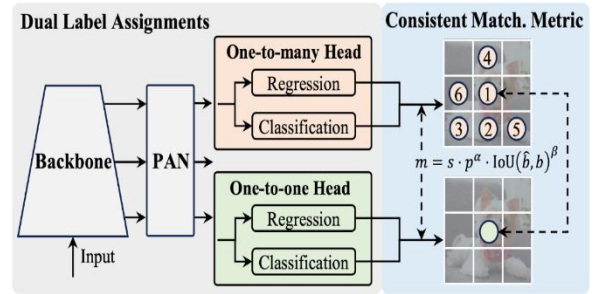 Dual Label Assignments
Consistent Match. Metric
One-to-many Head
Regression
Classification
Backbone
PAN
Input
One-to-one Head
Regression
Classification
4
6 1
3 2 5
m = s · p^α · IoU(b̂, b)^β